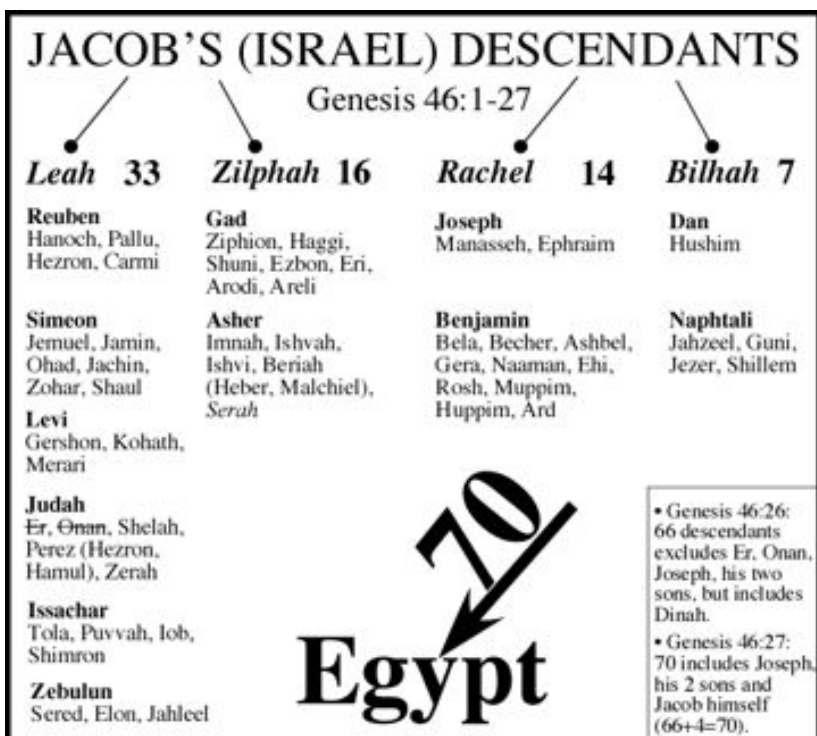 JACOB'S (ISRAEL) DESCENDANTS
Genesis 46:1-27
Leah 33
Reuben
Hanoch, Pallu,
Hezron, Carmi
Simeon
Jemuel, Jamin,
Ohad, Jachin,
Zohar, Shaul
Levi
Gershon, Kohath,
Merari
Judah
Er, Onan, Shelah,
Perez (Hezron,
Hamul), Zerah
Issachar
Tola, Puvvah, Iob,
Shimron
Zebulun
Sered, Elon, Jahleel
Zilphah 16
Gad
Ziphion, Haggi,
Shuni, Ezbon, Eri,
Arodi, Areli
Asher
Imnah, Ishvah,
Ishvi, Beriah
(Heber, Malchiel),
Serah
Rachel 14
Joseph
Manasseh, Ephraim
Benjamin
Bela, Becher, Ashbel,
Gera, Naaman, Ehi,
Rosh, Muppim,
Huppim, Ard
Bilhah 7
Dan
Hushim
Naphtali
Jahzeel, Guni,
Jezer, Shillem
70
Egypt
• Genesis 46:26:
66 descendants
excludes Er, Onan,
Joseph, his two
sons, but includes
Dinah.
• Genesis 46:27:
70 includes Joseph,
his 2 sons and
Jacob himself
(66+4=70).